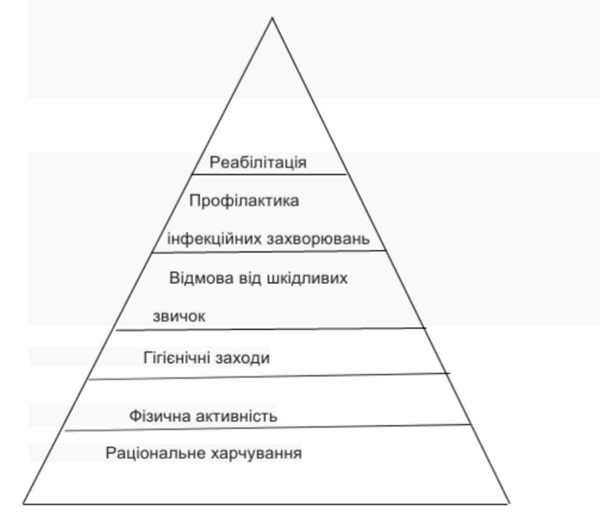 Реабілітація
Профілактика
інфекційних захворювань
Відмова від шкідливих
звичок
Гігієнічні заходи
Фізична активність
Раціональне харчування